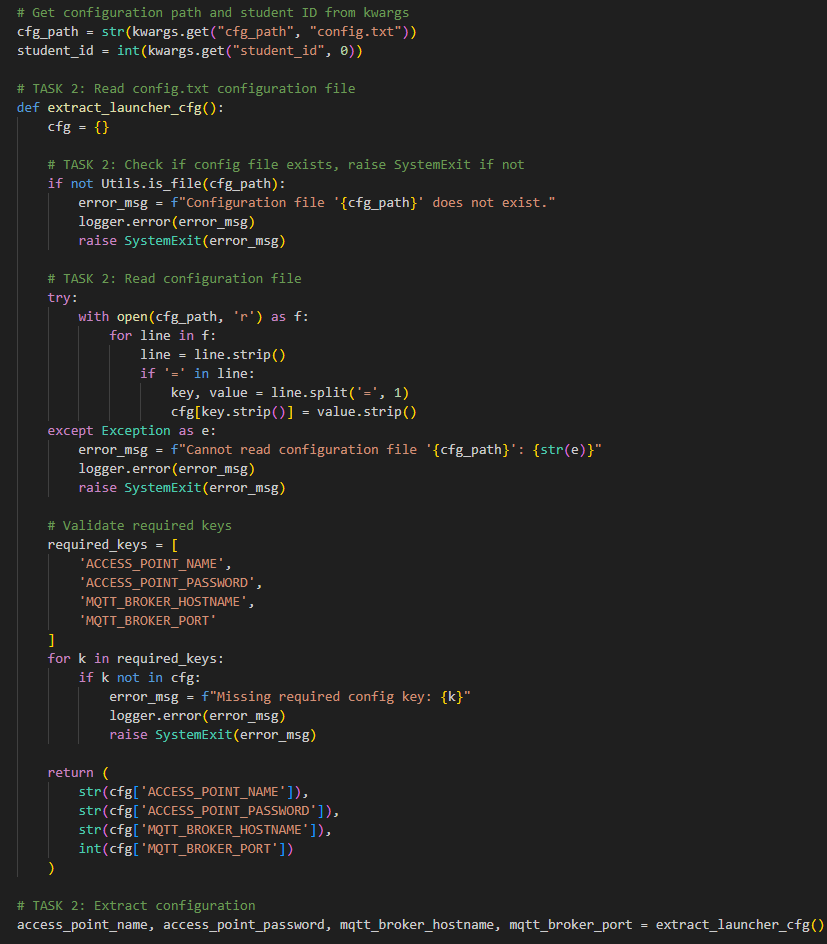 # Get configuration path and student ID from kwargs
cfg_path = str(kwargs.get("cfg_path", "config.txt"))
student_id = int(kwargs.get("student_id", 0))

# TASK 2: Read config.txt configuration file
def extract_launcher_cfg():
    cfg = {}

    # TASK 2: Check if config file exists, raise SystemExit if not
    if not Utils.is_file(cfg_path):
        error_msg = f"Configuration file '{cfg_path}' does not exist."
        logger.error(error_msg)
        raise SystemExit(error_msg)

    # TASK 2: Read configuration file
    try:
        with open(cfg_path, 'r') as f:
            for line in f:
                line = line.strip()
                if '=' in line:
                    key, value = line.split('=', 1)
                    cfg[key.strip()] = value.strip()
    except Exception as e:
        error_msg = f"Cannot read configuration file '{cfg_path}': {str(e)}"
        logger.error(error_msg)
        raise SystemExit(error_msg)

    # Validate required keys
    required_keys = [
        'ACCESS_POINT_NAME',
        'ACCESS_POINT_PASSWORD',
        'MQTT_BROKER_HOSTNAME',
        'MQTT_BROKER_PORT'
    ]
    for k in required_keys:
        if k not in cfg:
            error_msg = f"Missing required config key: {k}"
            logger.error(error_msg)
            raise SystemExit(error_msg)

    return (
        str(cfg['ACCESS_POINT_NAME']),
        str(cfg['ACCESS_POINT_PASSWORD']),
        str(cfg['MQTT_BROKER_HOSTNAME']),
        int(cfg['MQTT_BROKER_PORT'])
    )

# TASK 2: Extract configuration
access_point_name, access_point_password, mqtt_broker_hostname, mqtt_broker_port = extract_launcher_cfg()